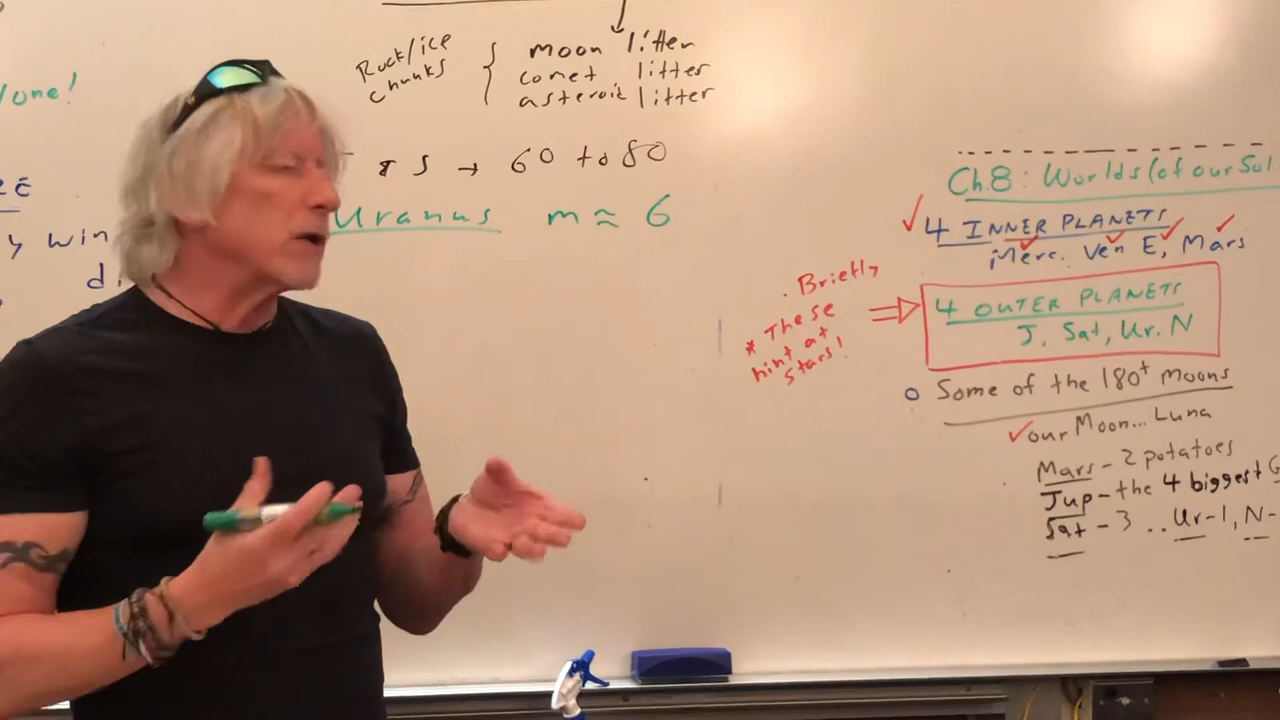 one!
Rock/ice
chunks
moon litter
comet litter
asteroid litter
S → 60 to 80
Uranus m ≈ 6
y win
di
Ch.8: Worlds (of our Sol
✓ 4 INNER PLANETS
Merc. Ven E, Mars
• Briefly
* These
hint at
stars!
⇒
4 OUTER PLANETS
J, Sat, Ur. N
Some of the 180+ Moons
✓ our Moon... Luna
Mars - 2 potatoes
Jup - the 4 biggest G
Sat - 3 .. Ur-1, N-